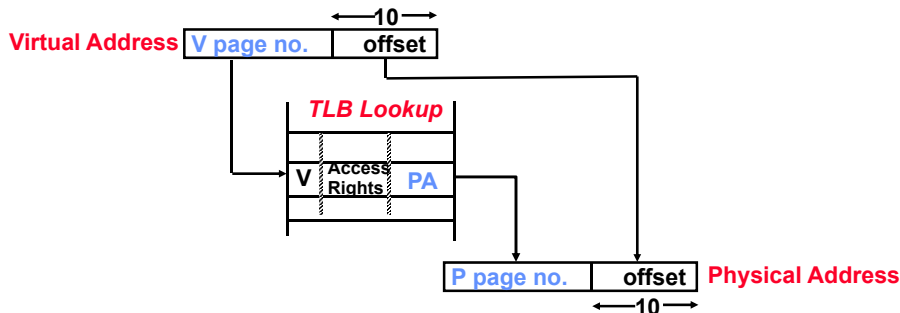 10
Virtual Address V page no. offset
TLB Lookup
V Access Rights PA
P page no. offset Physical Address
10